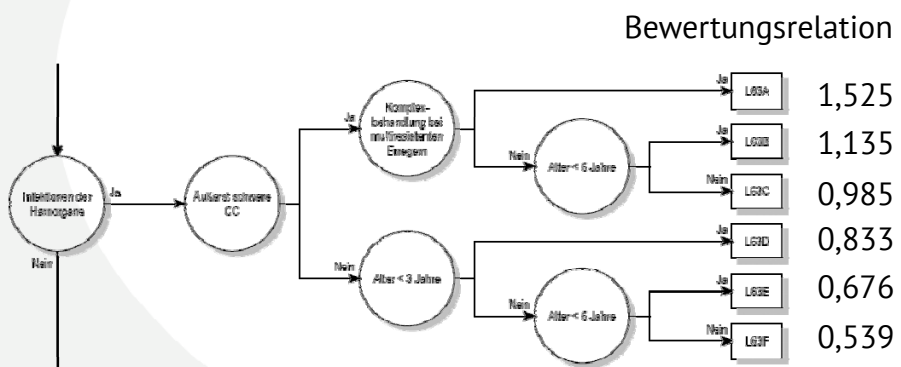 Bewertungsrelation
Infektionen der
Harnorgane
Ja
Nein
Äußerst schwere
CC
Ja
Komplex-
behandlung bei
multiresistenten
Erregern
Ja
L63A
1,525
Nein
Alter < 6 Jahre
Ja
L63B
1,135
Nein
L63C
0,985
Nein
Alter < 3 Jahre
Ja
L63D
0,833
Nein
Alter < 6 Jahre
Ja
L63E
0,676
Nein
L63F
0,539